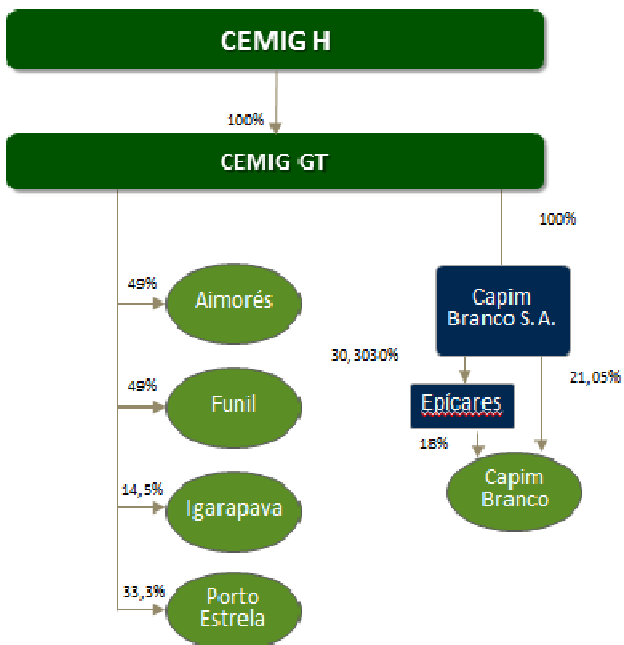 CEMIG H
100%
CEMIG GT
100%
49%
Aimorés
Capim
Branco S. A.
30,3030%
21,05%
49%
Funil
Epícares
18%
Capim
Branco
14,5%
Igarapava
33,3%
Porto
Estrela